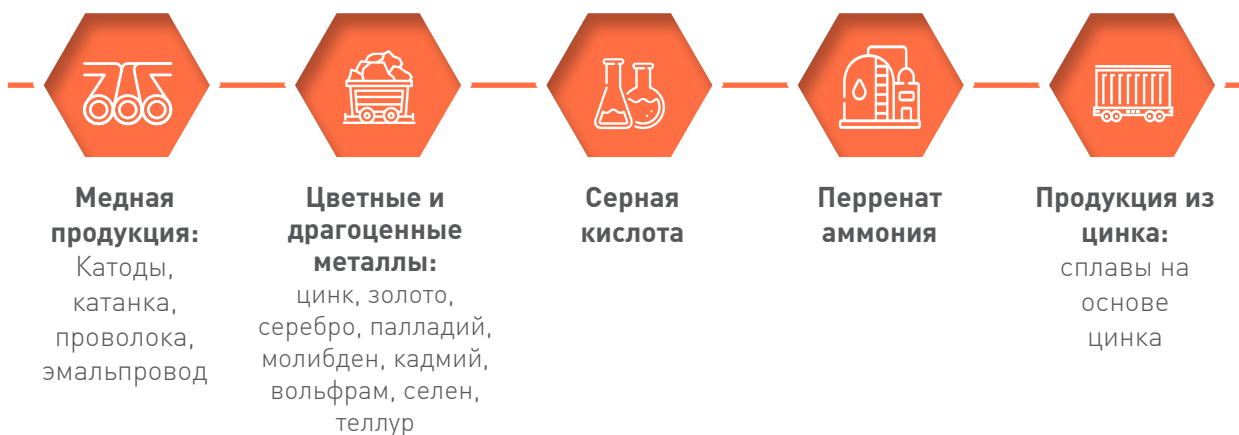 Медная
продукция:
Катоды,
катанка,
проволока,
эмальпровод
Цветные и
драгоценные
металлы:
цинк, золото,
серебро, палладий,
молибден, кадмий,
вольфрам, селен,
теллур
Серная
кислота
Перренат
аммония
Продукция из
цинка:
сплавы на
основе
цинка